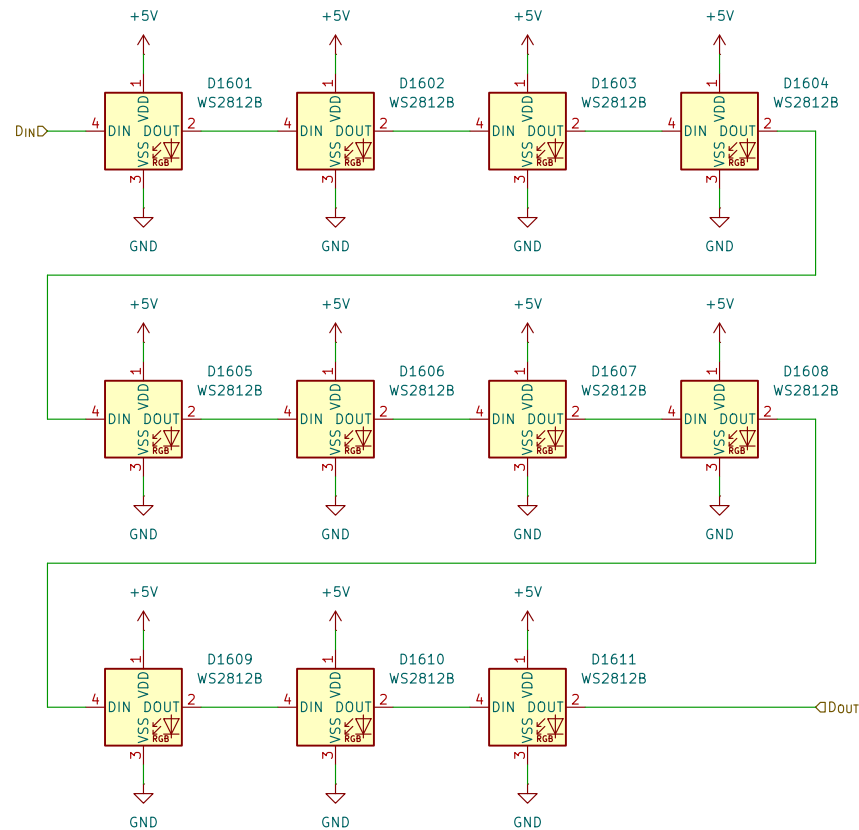 +5V +5V +5V +5V
1 D1601 1 D1602 1 D1603 1 D1604
WS2812B WS2812B WS2812B WS2812B
VDD VDD VDD VDD
DIN 4 DIN DOUT 2 4 DIN DOUT 2 4 DIN DOUT 2 4 DIN DOUT 2
VSS VSS VSS VSS
RGB RGB RGB RGB
3 3 3 3
GND GND GND GND
+5V +5V +5V +5V
1 D1605 1 D1606 1 D1607 1 D1608
WS2812B WS2812B WS2812B WS2812B
VDD VDD VDD VDD
4 DIN DOUT 2 4 DIN DOUT 2 4 DIN DOUT 2 4 DIN DOUT 2
VSS VSS VSS VSS
RGB RGB RGB RGB
3 3 3 3
GND GND GND GND
+5V +5V +5V
1 D1609 1 D1610 1 D1611
WS2812B WS2812B WS2812B
VDD VDD VDD
4 DIN DOUT 2 4 DIN DOUT 2 4 DIN DOUT 2 DOUT
VSS VSS VSS
RGB RGB RGB
3 3 3
GND GND GND